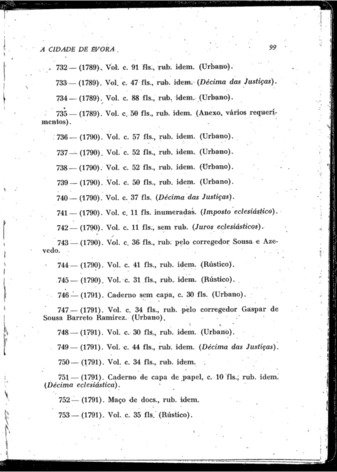 A CIDADE DE ÉVORA 99
732 — (1789). Vol. c. 91 fls., rub. idem. (Urbano).
733 — (1789). Vol. c. 47 fls., rub. idem. (Décima das Justiças).
734 — (1789). Vol. c. 88 fls., rub. idem. (Urbano).
735 — (1789). Vol. c. 50 fls., rub. idem. (Anexo, vários requeri-
mentos).
736 — (1790). Vol. c. 57 fls., rub. idem. (Urbano).
737 — (1790). Vol. c. 52 fls., rub. idem. (Urbano).
738 — (1790). Vol. c. 52 fls., rub. idem. (Urbano).
739 — (1790). Vol. c. 50 fls., rub. idem. (Urbano).
740 — (1790). Vol. c. 37 fls. (Décima das Justiças).
741 — (1790). Vol. c. 11 fls. inumeradas. (Imposto eclesiástico).
742 — (1790). Vol. c. 11 fls., sem rub. (Juros eclesiásticos).
743 — (1790). Vol. c. 36 fls., rub. pelo corregedor Sousa e Aze-
vedo.
744 — (1790). Vol. c. 41 fls., rub. idem. (Rústico).
745 — (1790). Vol. c. 31 fls., rub. idem. (Rústico).
746 — (1791). Caderno sem capa, c. 30 fls. (Urbano).
747 — (1791). Vol. c. 34 fls., rub. pelo corregedor Gaspar de
Sousa Barreto Ramirez. (Urbano).
748 — (1791). Vol. c. 30 fls., rub. idem. (Urbano).
749 — (1791). Vol. c. 44 fls., rub. idem. (Décima das Justiças).
750 — (1791). Vol. c. 34 fls., rub. idem.
751 — (1791). Caderno de capa de papel, c. 10 fls., rub. idem.
(Décima eclesiástica).
752 — (1791). Maço de docs., rub. idem.
753 — (1791). Vol. c. 35 fls. (Rústico).